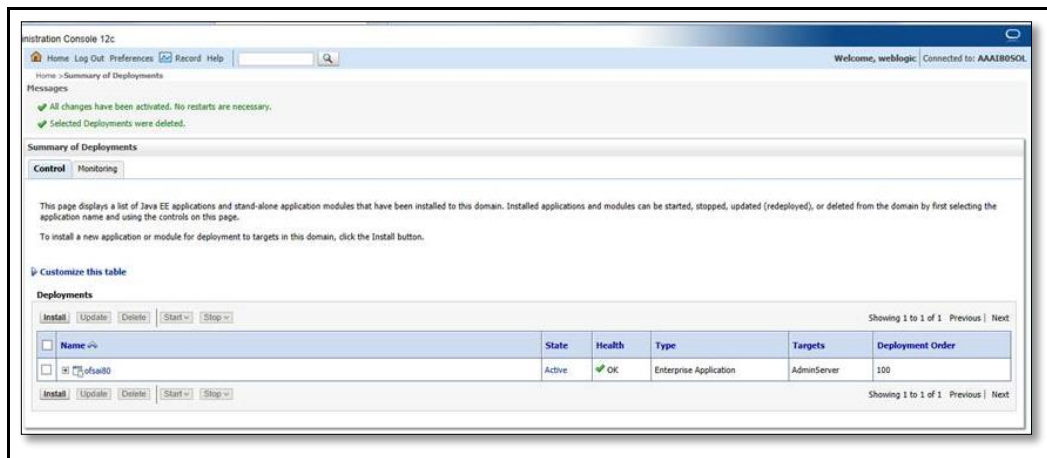 inistration Console 12c
Home Log Out Preferences Record Help
Welcome, weblogic Connected to: AAAI80SOL
Home >Summary of Deployments
Messages
All changes have been activated. No restarts are necessary.
Selected Deployments were deleted.
Summary of Deployments
Control Monitoring
This page displays a list of Java EE applications and stand-alone application modules that have been installed to this domain. Installed applications and modules can be started, stopped, updated (redeployed), or deleted from the domain by first selecting the
application name and using the controls on this page.
To install a new application or module for deployment to targets in this domain, click the Install button.
Customize this table
Deployments
Install Update Delete Start Stop
Showing 1 to 1 of 1 Previous | Next
Name State Health Type Targets Deployment Order
ofsai80 Active OK Enterprise Application AdminServer 100
Install Update Delete Start Stop
Showing 1 to 1 of 1 Previous | Next